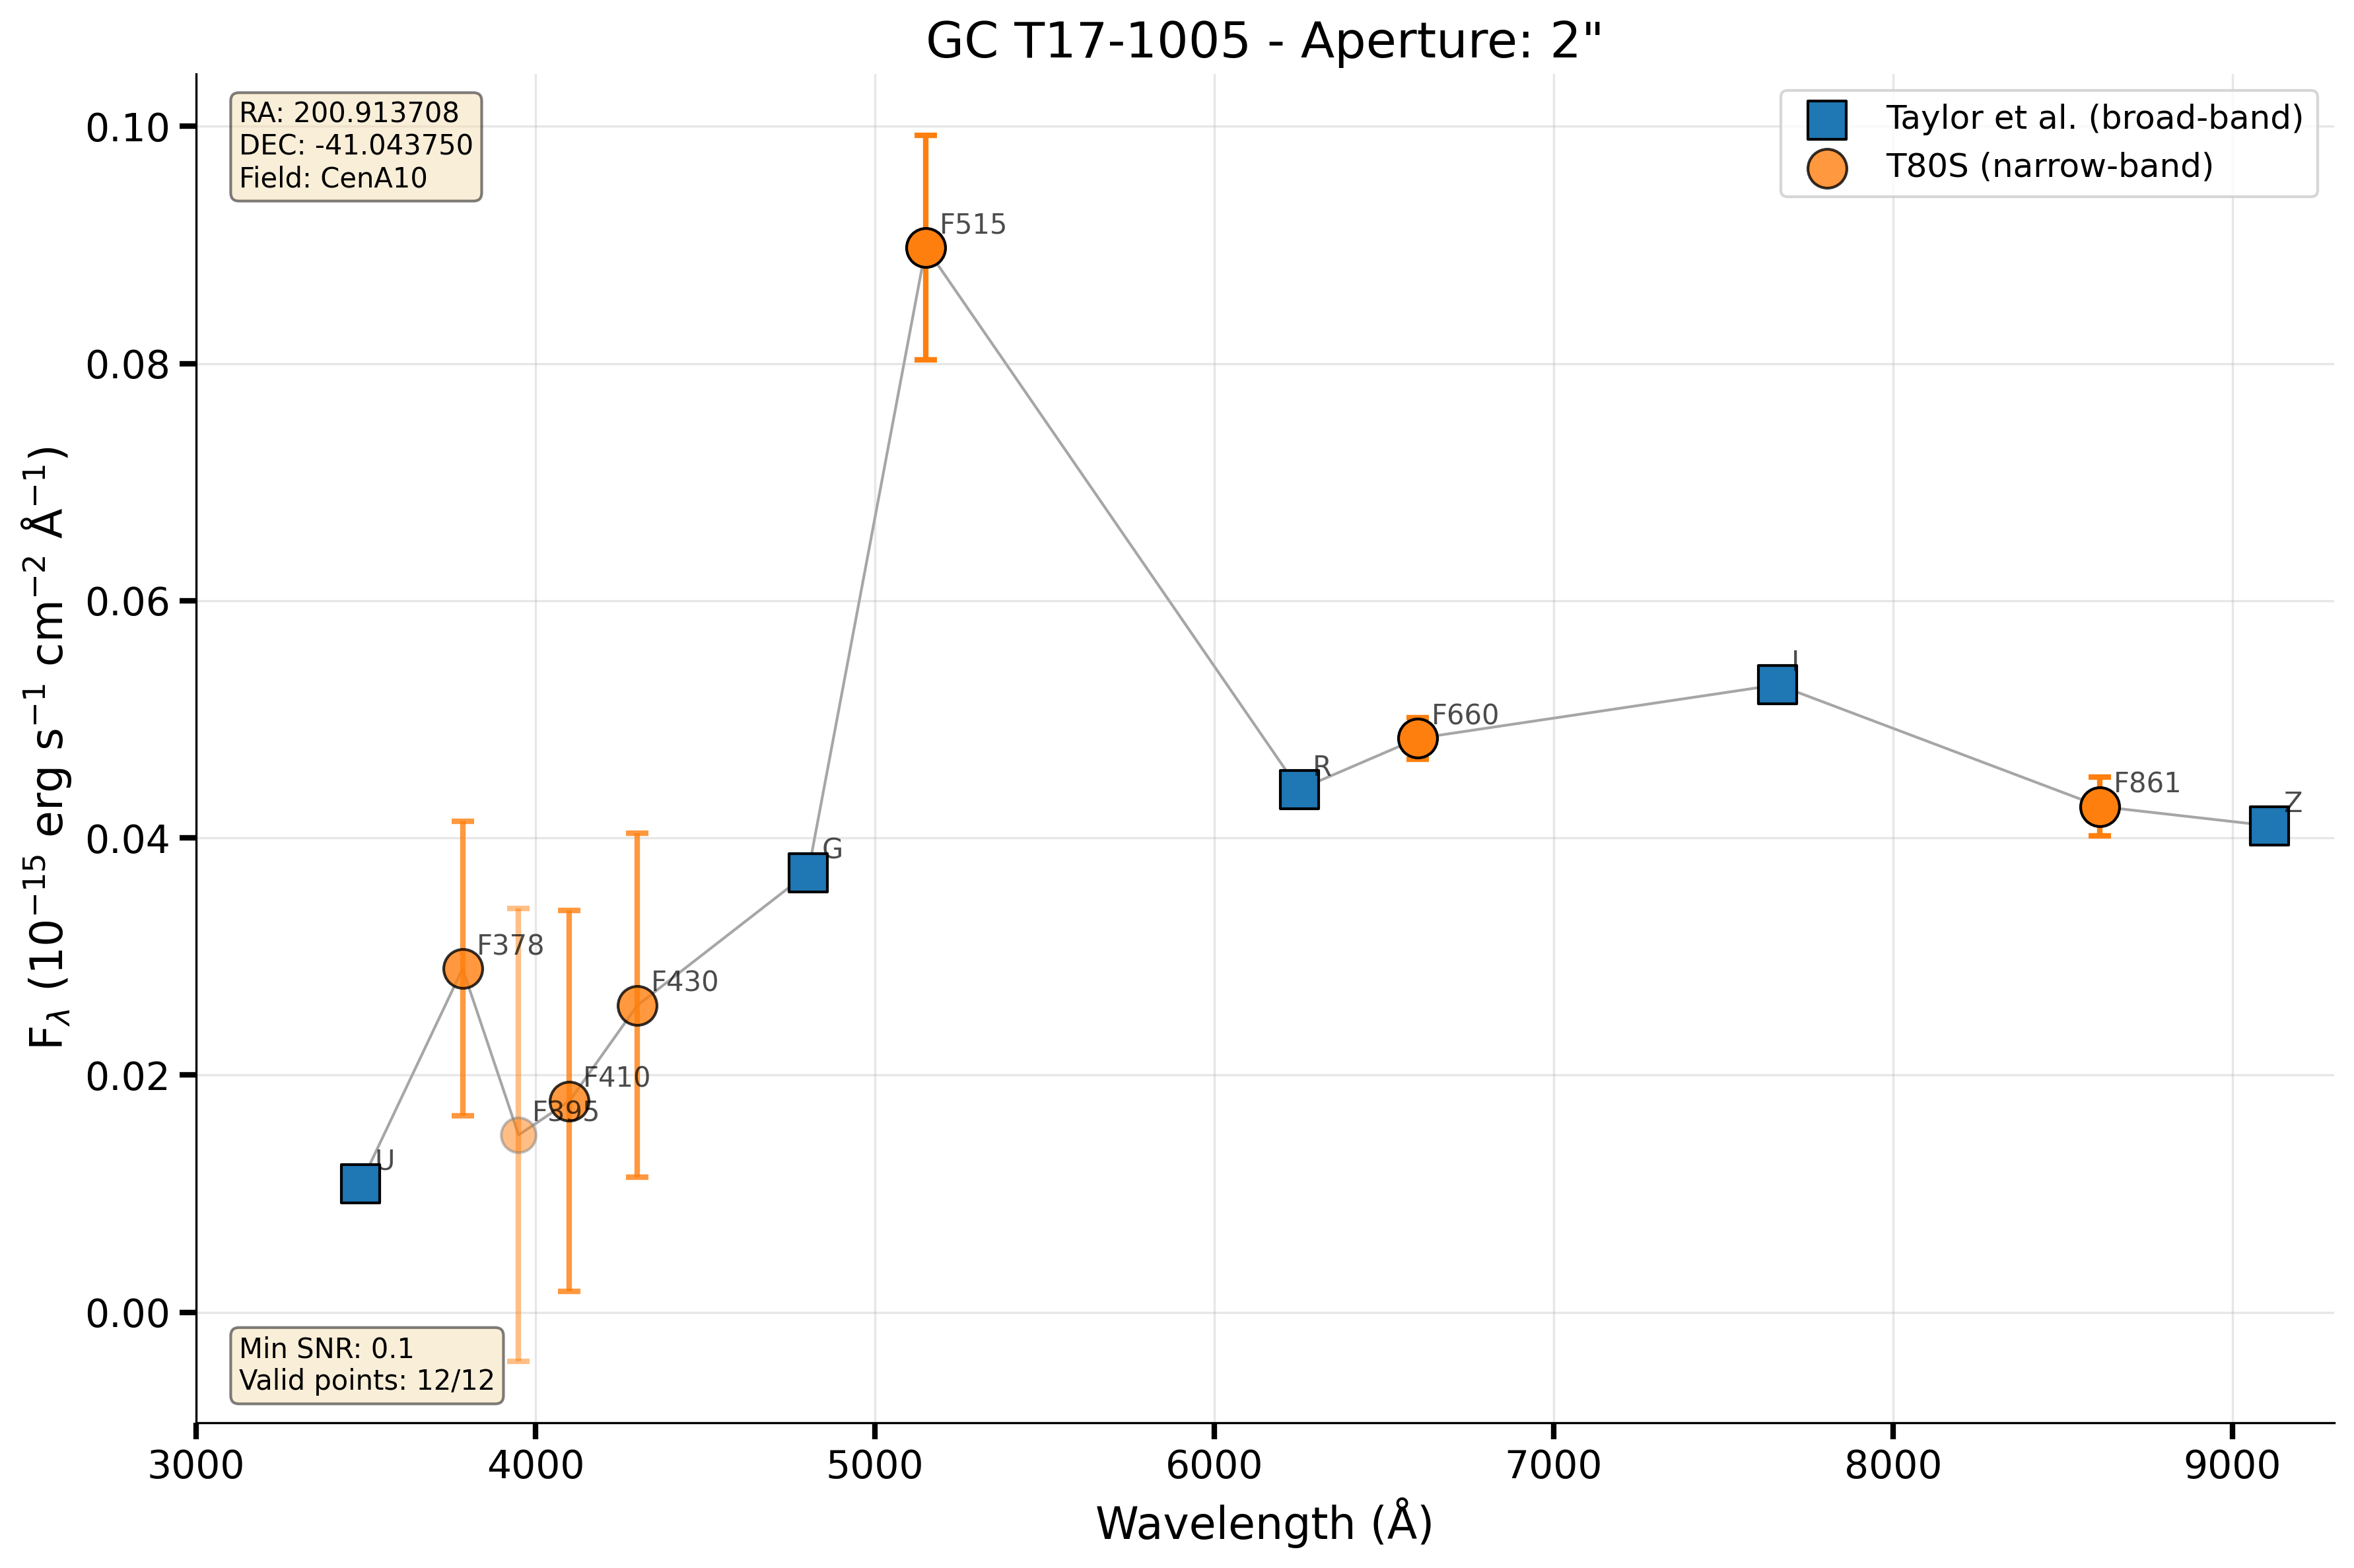 GC T17-1005 - Aperture: 2"
RA: 200.913708
DEC: -41.043750
Field: CenA10
Taylor et al. (broad-band)
T80S (narrow-band)
F515
I
F660
R
F861
Z
G
F378
F430
F410
F395
U
Min SNR: 0.1
Valid points: 12/12
0.10
0.08
0.06
0.04
0.02
0.00
Fλ (10⁻¹⁵ erg s⁻¹ cm⁻² Å⁻¹)
3000 4000 5000 6000 7000 8000 9000
Wavelength (Å)